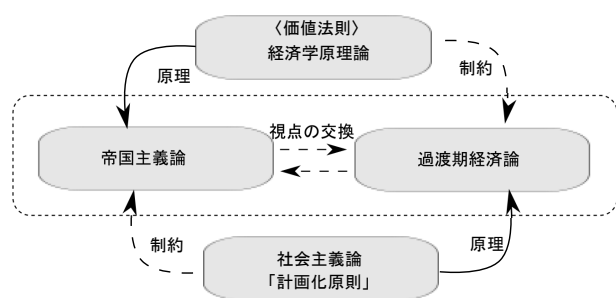 〈価値法則〉
経済学原理論
原理
制約
視点の交換
帝国主義論
過渡期経済論
制約
原理
社会主義論
「計画化原則」